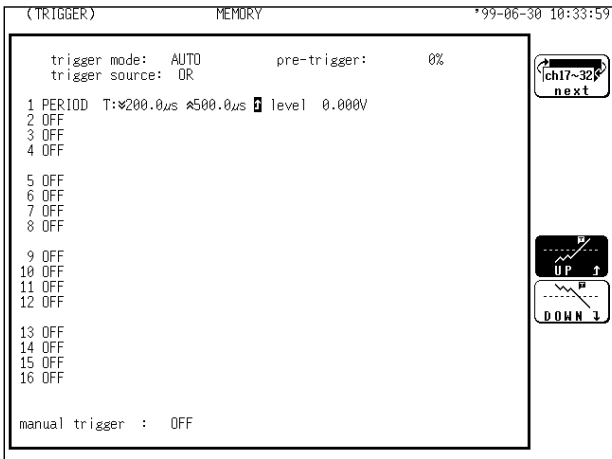 (TRIGGER) MEMORY '99-06-30 10:33:59
trigger mode: AUTO pre-trigger: 0%
trigger source: OR
ch17~32
next
1 PERIOD T:⩔200.0µs ⩓500.0µs ↑ level 0.000V
2 OFF
3 OFF
4 OFF
5 OFF
6 OFF
7 OFF
8 OFF
9 OFF
10 OFF
11 OFF
12 OFF
T
UP ↑
T
DOWN ↓
13 OFF
14 OFF
15 OFF
16 OFF
manual trigger : OFF